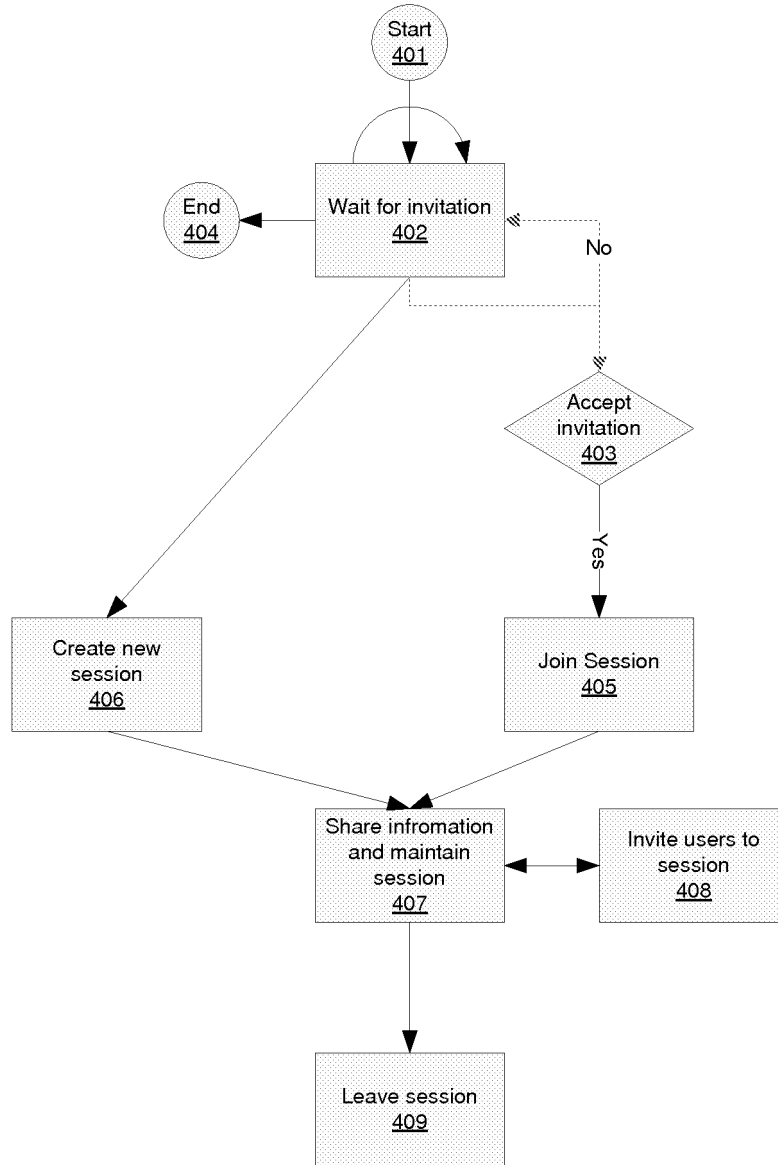 Start
401
Wait for invitation
402
End
404
No
Accept
invitation
403
Yes
Create new
session
406
Join Session
405
Share infromation
and maintain
session
407
Invite users to
session
408
Leave session
409